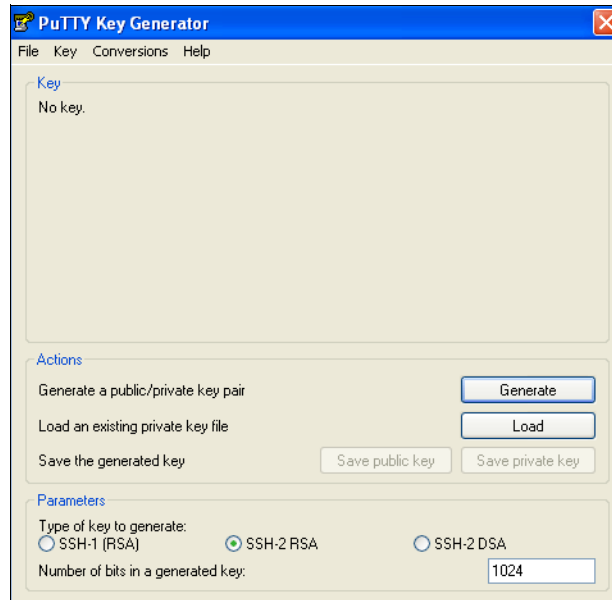 PuTTY Key Generator
File Key Conversions Help
Key
No key.
Actions
Generate a public/private key pair Generate
Load an existing private key file Load
Save the generated key Save public key Save private key
Parameters
Type of key to generate:
SSH-1 (RSA) SSH-2 RSA SSH-2 DSA
Number of bits in a generated key: 1024